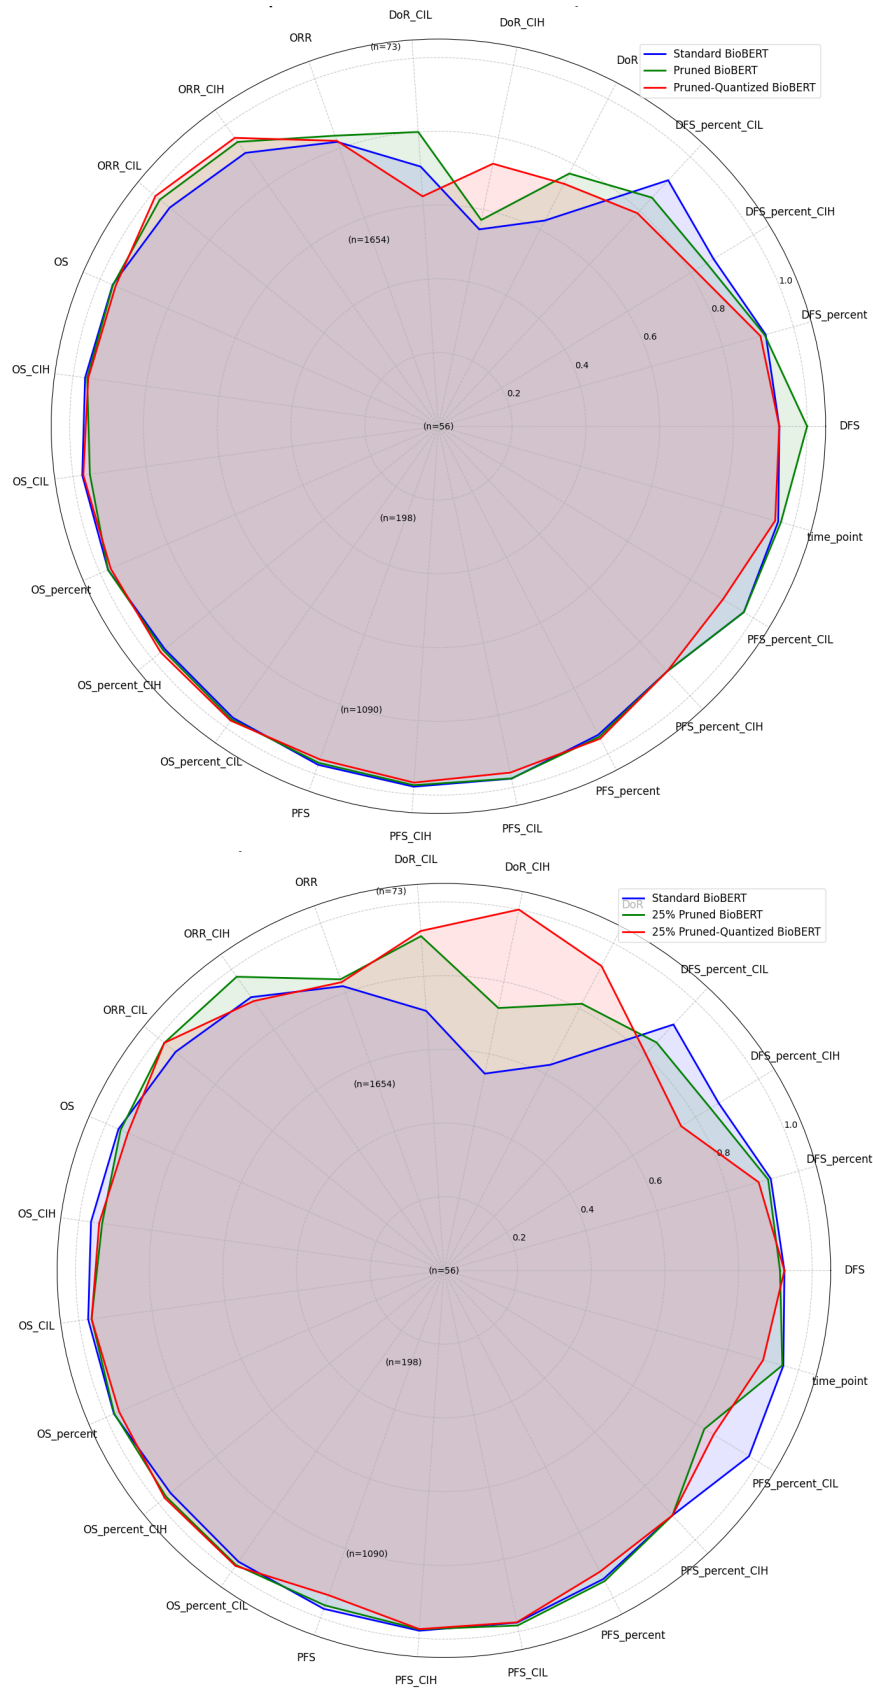 DoR_CIL
DoR_CIH
ORR
(n=73)
DoR
Standard BioBERT
Pruned BioBERT
Pruned-Quantized BioBERT
ORR_CIH
DFS_percent_CIL
ORR_CIL
DFS_percent_CIH
(n=1654)
OS
1.0
0.8
DFS_percent
0.6
OS_CIH
0.4
0.2
(n=56)
DFS
OS_CIL
(n=198)
time_point
OS_percent
PFS_percent_CIL
OS_percent_CIH
(n=1090)
PFS_percent_CIH
OS_percent_CIL
PFS_percent
PFS
PFS_CIL
PFS_CIH
DoR_CIL
DoR_CIH
ORR
(n=73)
Standard BioBERT
DoR
25% Pruned BioBERT
25% Pruned-Quantized BioBERT
ORR_CIH
DFS_percent_CIL
ORR_CIL
DFS_percent_CIH
(n=1654)
OS
1.0
0.8
DFS_percent
0.6
OS_CIH
0.4
0.2
(n=56)
DFS
OS_CIL
(n=198)
time_point
OS_percent
PFS_percent_CIL
OS_percent_CIH
(n=1090)
PFS_percent_CIH
OS_percent_CIL
PFS_percent
PFS
PFS_CIL
PFS_CIH